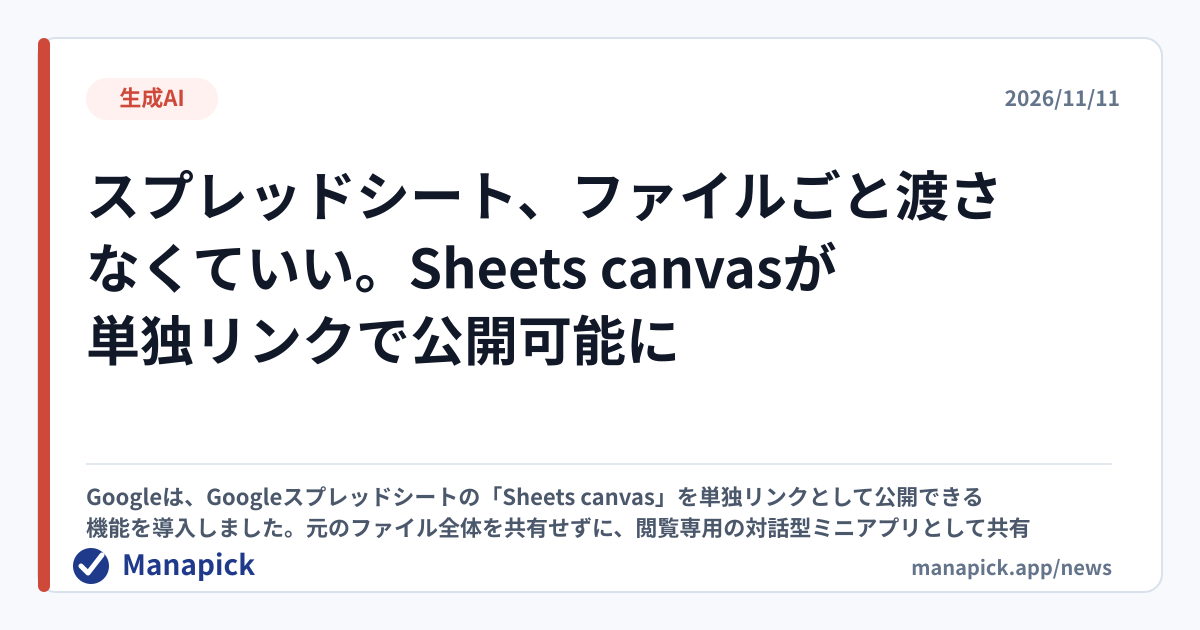 生成AI
2026/11/11
スプレッドシート、ファイルごと渡さ
なくていい。Sheets canvasが
単独リンクで公開可能に
Googleは、Googleスプレッドシートの「Sheets canvas」を単独リンクとして公開できる
機能を導入しました。元のファイル全体を共有せずに、閲覧専用の対話型ミニアプリとして共有
Manapick
manapick.app/news